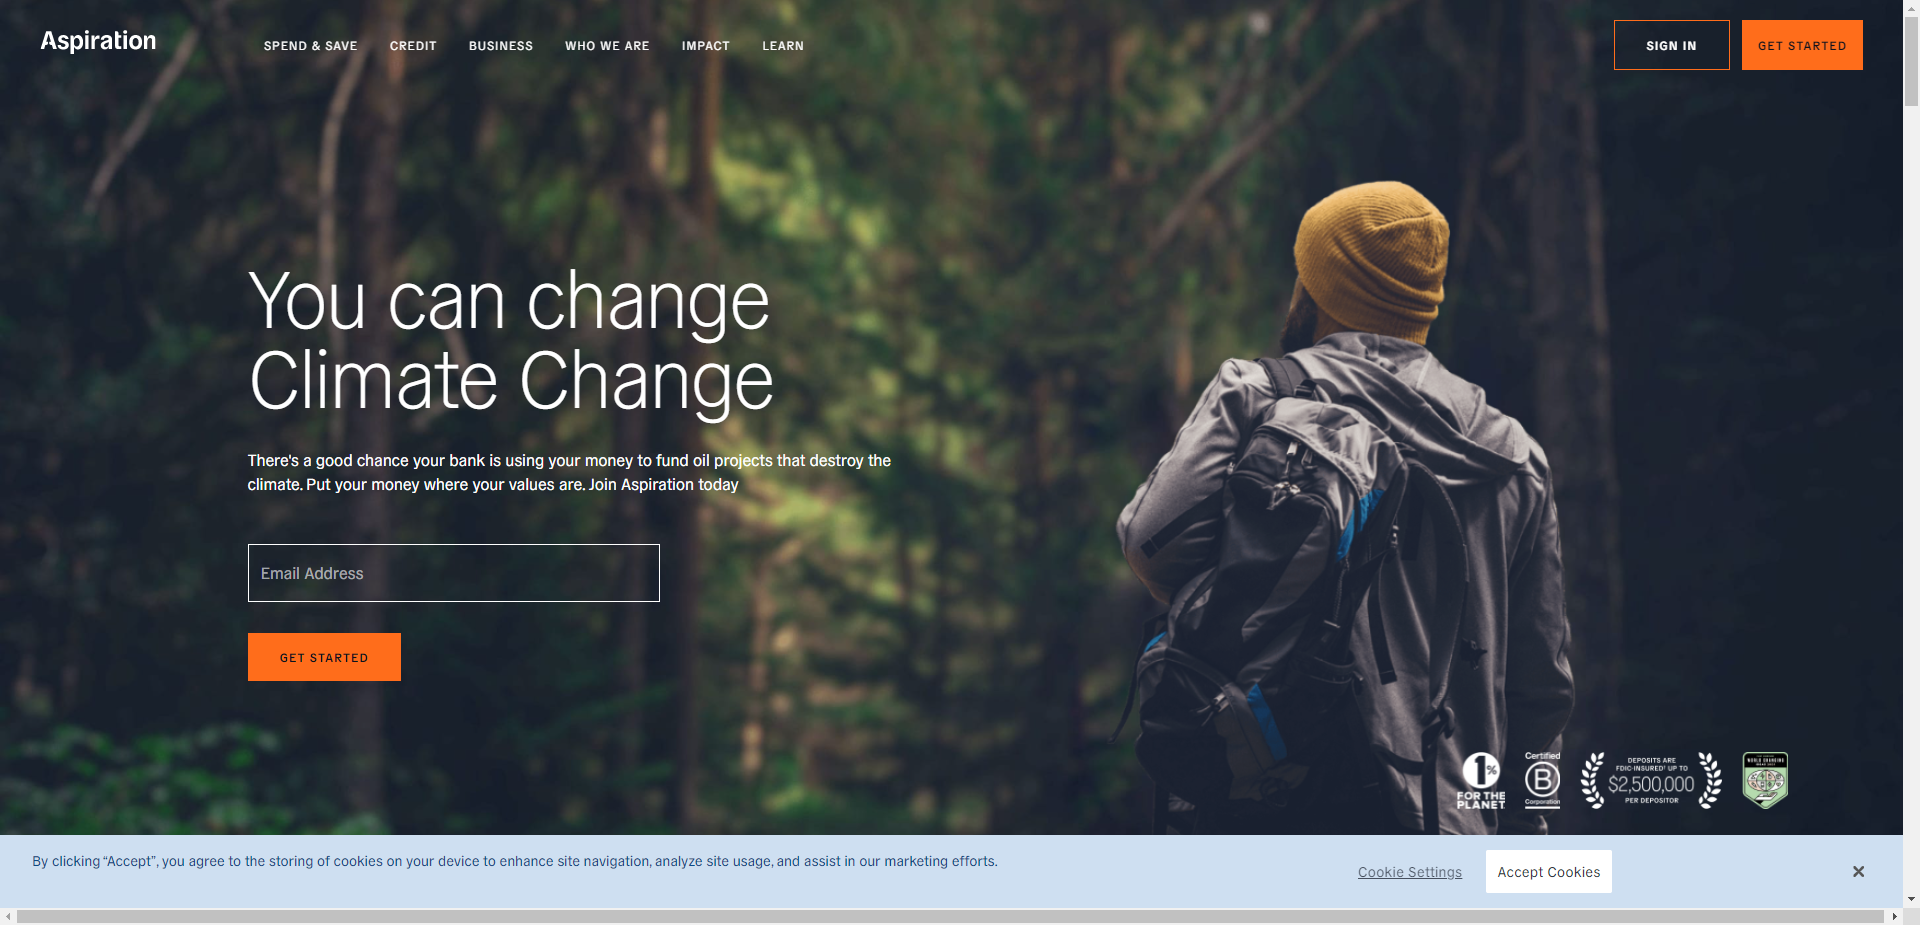 Aspiration
SPEND & SAVE
CREDIT
BUSINESS
WHO WE ARE
IMPACT
LEARN
SIGN IN
GET STARTED
You can change
Climate Change
There's a good chance your bank is using your money to fund oil projects that destroy the
climate. Put your money where your values are. Join Aspiration today
Email Address
GET STARTED
1%
FOR THE
PLANET
Certified
B
Corporation
DEPOSITS ARE
FDIC-INSURED¹ UP TO
$2,500,000
PER DEPOSITOR
WORLD CHANGING
By clicking “Accept”, you agree to the storing of cookies on your device to enhance site navigation, analyze site usage, and assist in our marketing efforts.
Cookie Settings
Accept Cookies